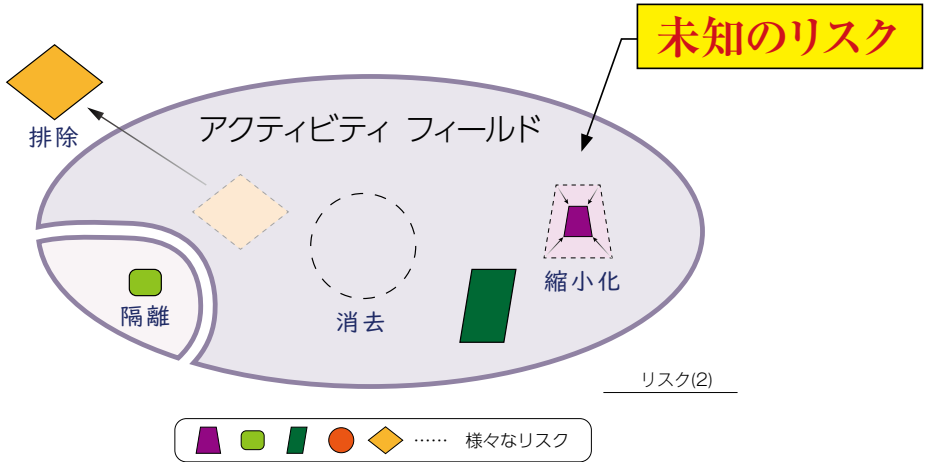 未知のリスク
排除
アクティビティ フィールド
縮小化
隔離
消去
リスク(2)
…… 様々なリスク